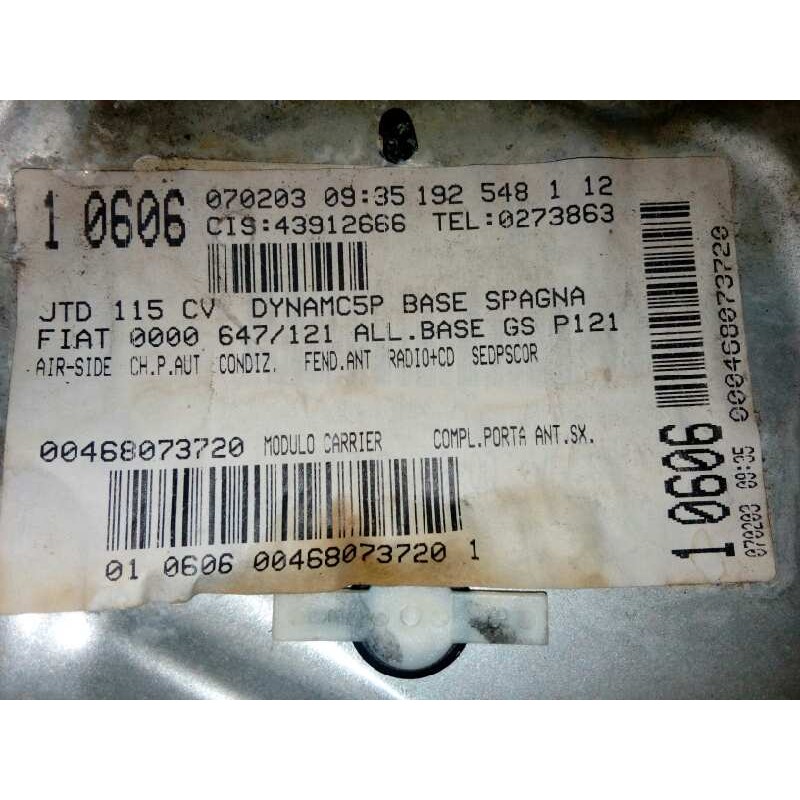 1 0606
070203 09:35 192 548 1 12
CIS:43912666 TEL:0273863
JTD 115 CV DYNAMC5P BASE SPAGNA
FIAT 0000 647/121 ALL.BASE GS P121
AIR-SIDE CH.P.AUT CONDIZ. FEND.ANT RADIO+CD SEDPSCOR
00468073720 MODULO CARRIER COMPL.PORTA ANT.SX.
01 0606 00468073720 1
1 0606
070203 09:35 000468073720